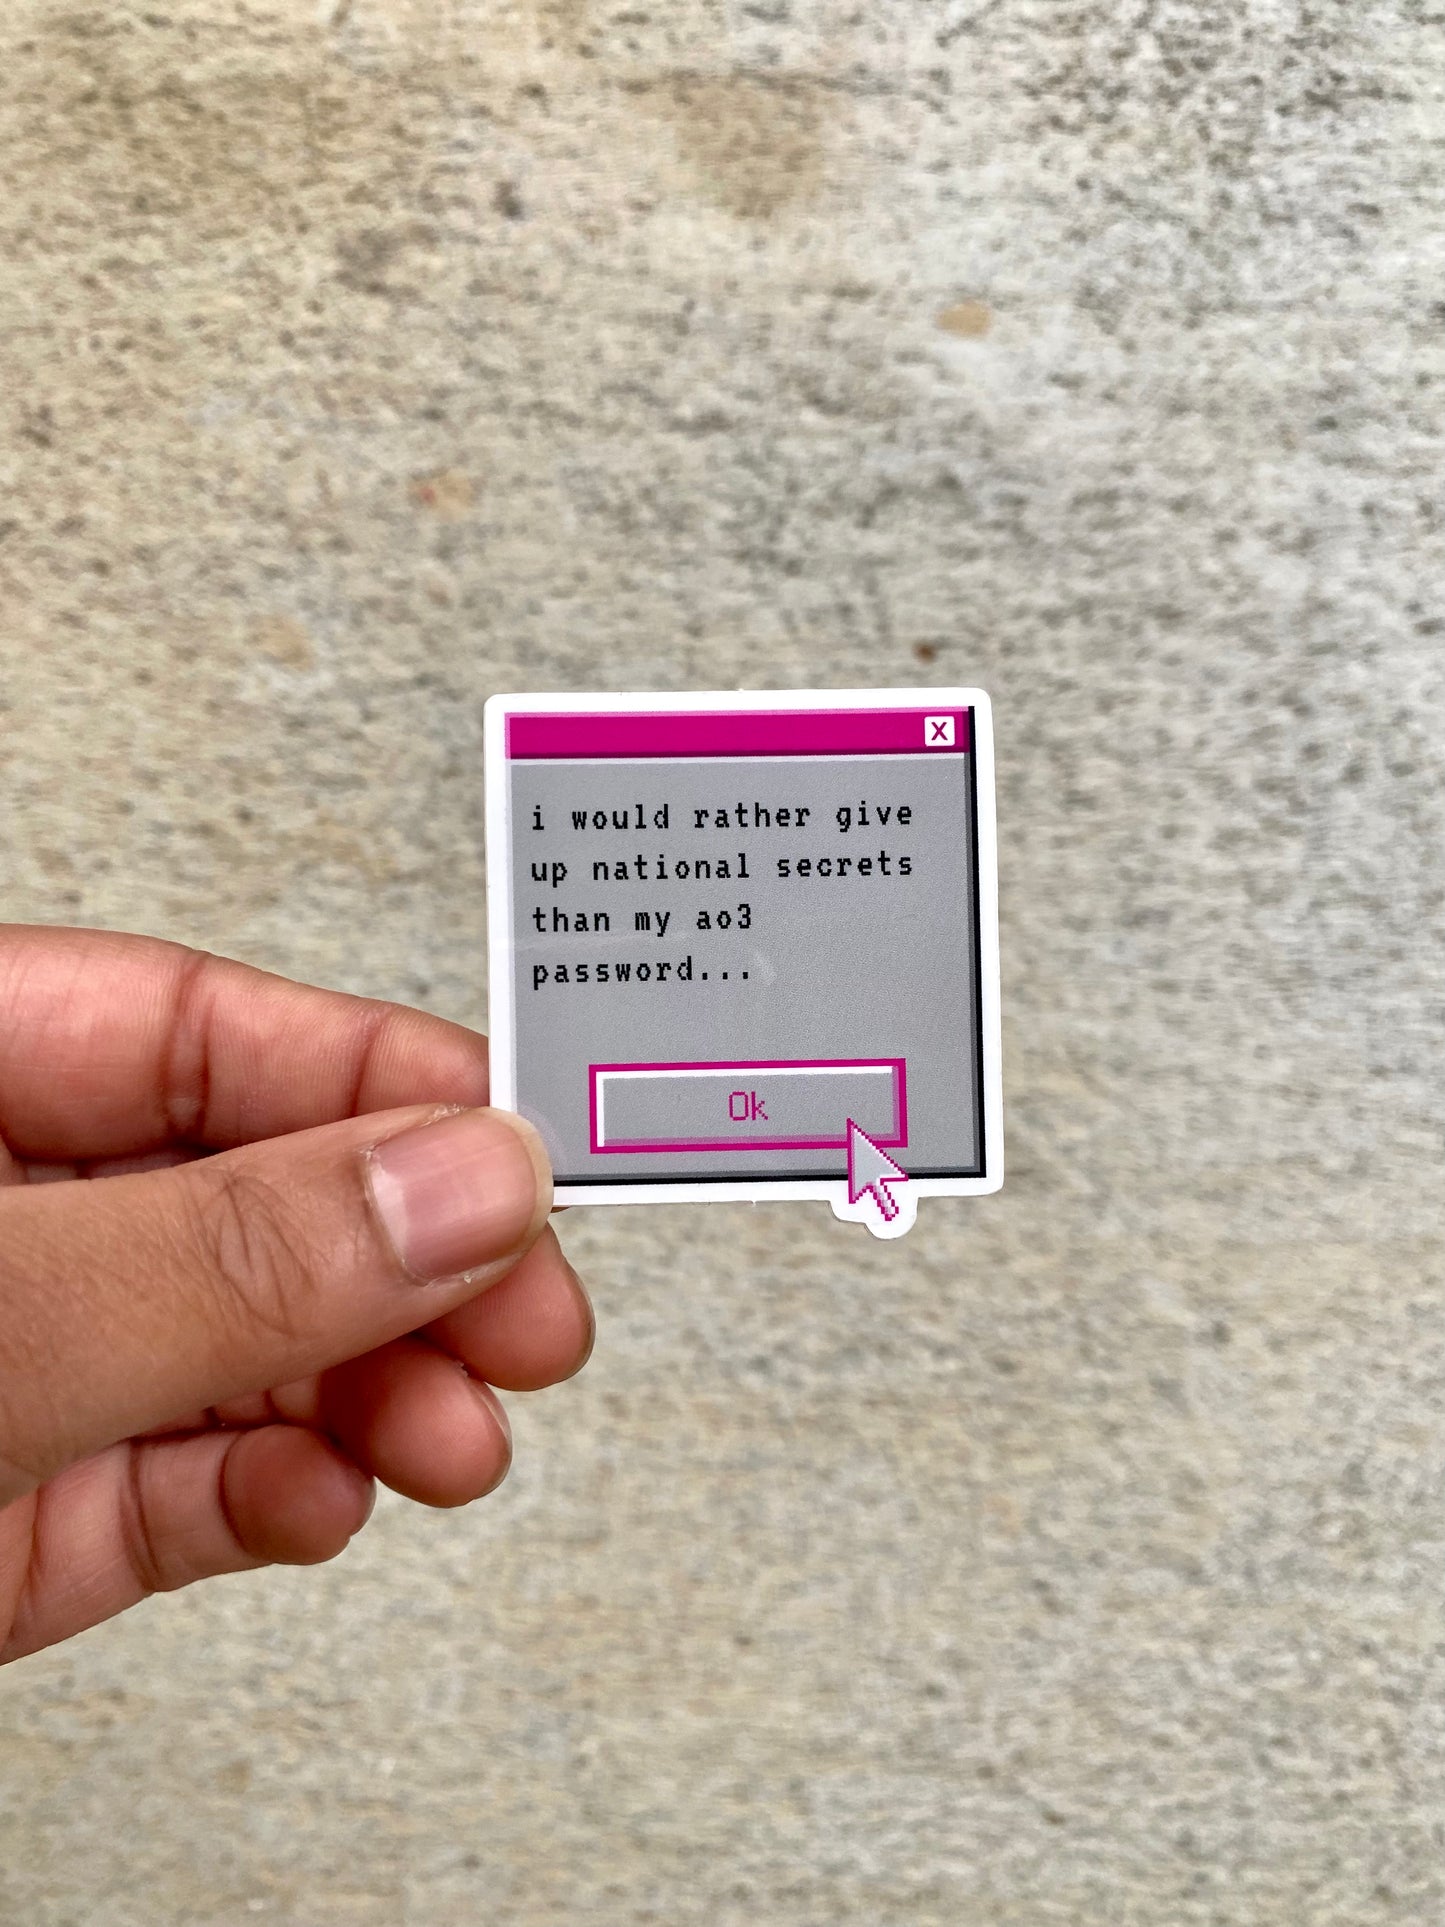 X
i would rather give
up national secrets
than my ao3
password...
Ok